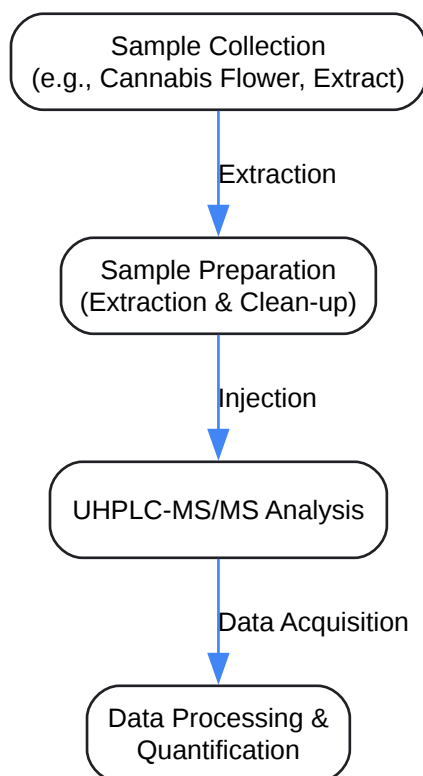 Sample Collection
(e.g., Cannabis Flower, Extract)
Extraction
Sample Preparation
(Extraction & Clean-up)
Injection
UHPLC-MS/MS Analysis
Data Acquisition
Data Processing &
Quantification